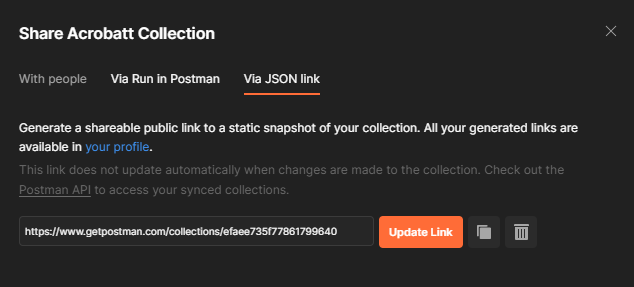 Share Acrobatt Collection
With people
Via Run in Postman
Via JSON link
Generate a shareable public link to a static snapshot of your collection. All your generated links are
available in your profile.
This link does not update automatically when changes are made to the collection. Check out the
Postman API to access your synced collections.
https://www.getpostman.com/collections/efaee735f77861799640
Update Link